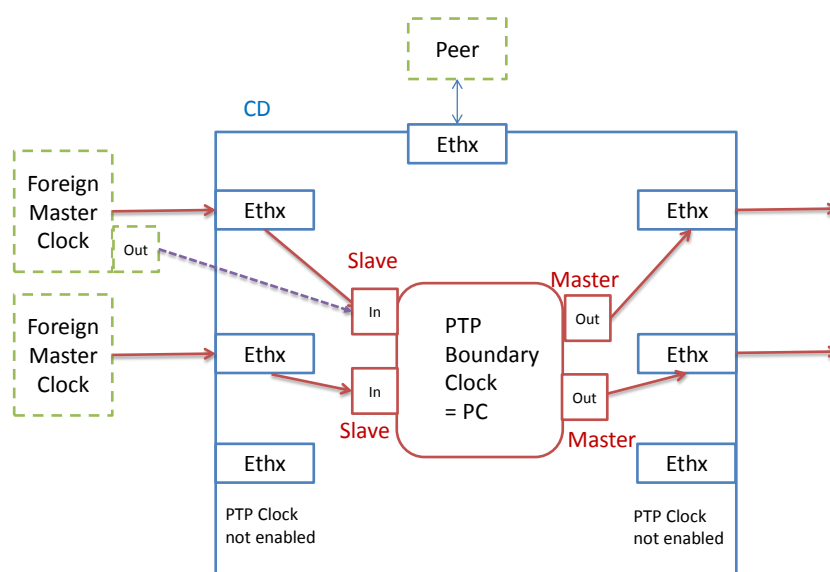 Peer
CD
Ethx
Foreign
Master
Clock
Out
Ethx
Ethx
Slave
In
Master
Out
PTP
Boundary
Clock
= PC
Foreign
Master
Clock
Ethx
In
Slave
Out
Master
Ethx
Ethx
PTP Clock
not enabled
Ethx
PTP Clock
not enabled